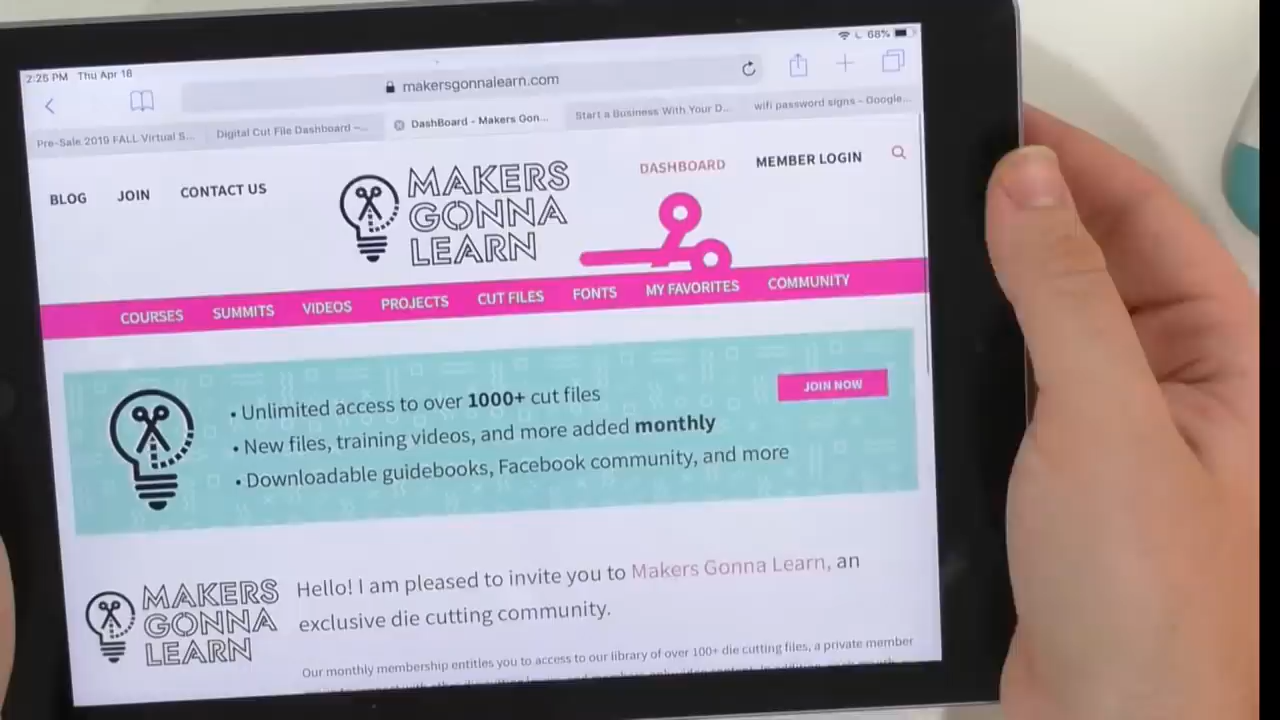 2:25 PM Thu Apr 18
68%
makersgonnalearn.com
Pre-Sale 2019 FALL Virtual S...
Digital Cut File Dashboard –...
DashBoard - Makers Gon...
Start a Business With Your D...
wifi password signs - Google...
BLOG JOIN CONTACT US
MAKERS
GONNA
LEARN
DASHBOARD MEMBER LOGIN
COURSES SUMMITS VIDEOS PROJECTS CUT FILES FONTS MY FAVORITES COMMUNITY
• Unlimited access to over 1000+ cut files
• New files, training videos, and more added monthly
• Downloadable guidebooks, Facebook community, and more
JOIN NOW
MAKERS
GONNA
LEARN
Hello! I am pleased to invite you to Makers Gonna Learn, an
exclusive die cutting community.
Our monthly membership entitles you to access to our library of over 100+ die cutting files, a private member